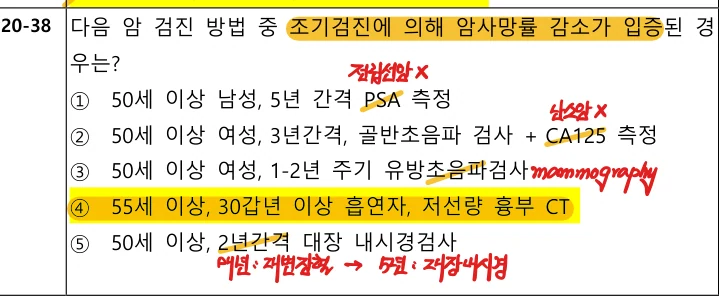 20-38 다음 암 검진 방법 중 조기검진에 의해 암사망률 감소가 입증된 경
우는?
전립선암 X
① 50세 이상 남성, 5년 간격 PSA 측정
난소암 X
② 50세 이상 여성, 3년간격, 골반초음파 검사 + CA125 측정
③ 50세 이상 여성, 1-2년 주기 유방초음파검사 mammography
④ 55세 이상, 30갑년 이상 흡연자, 저선량 흉부 CT
⑤ 50세 이상, 2년간격 대장 내시경검사
매년 : 대변잠혈 → 5년 : 대장내시경